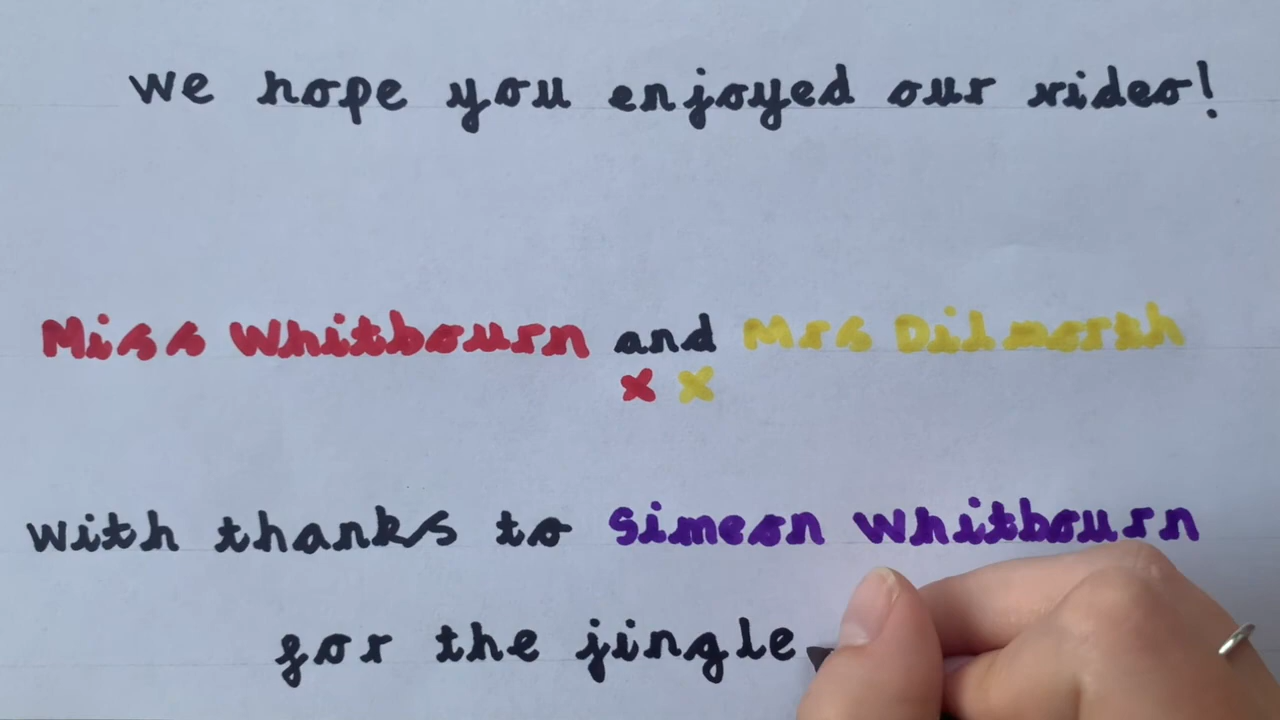 we hope you enjoyed our video!
Miss Whitbourn and Mrs Dilworth
x x
with thanks to Simeon Whitbourn
for the jingle